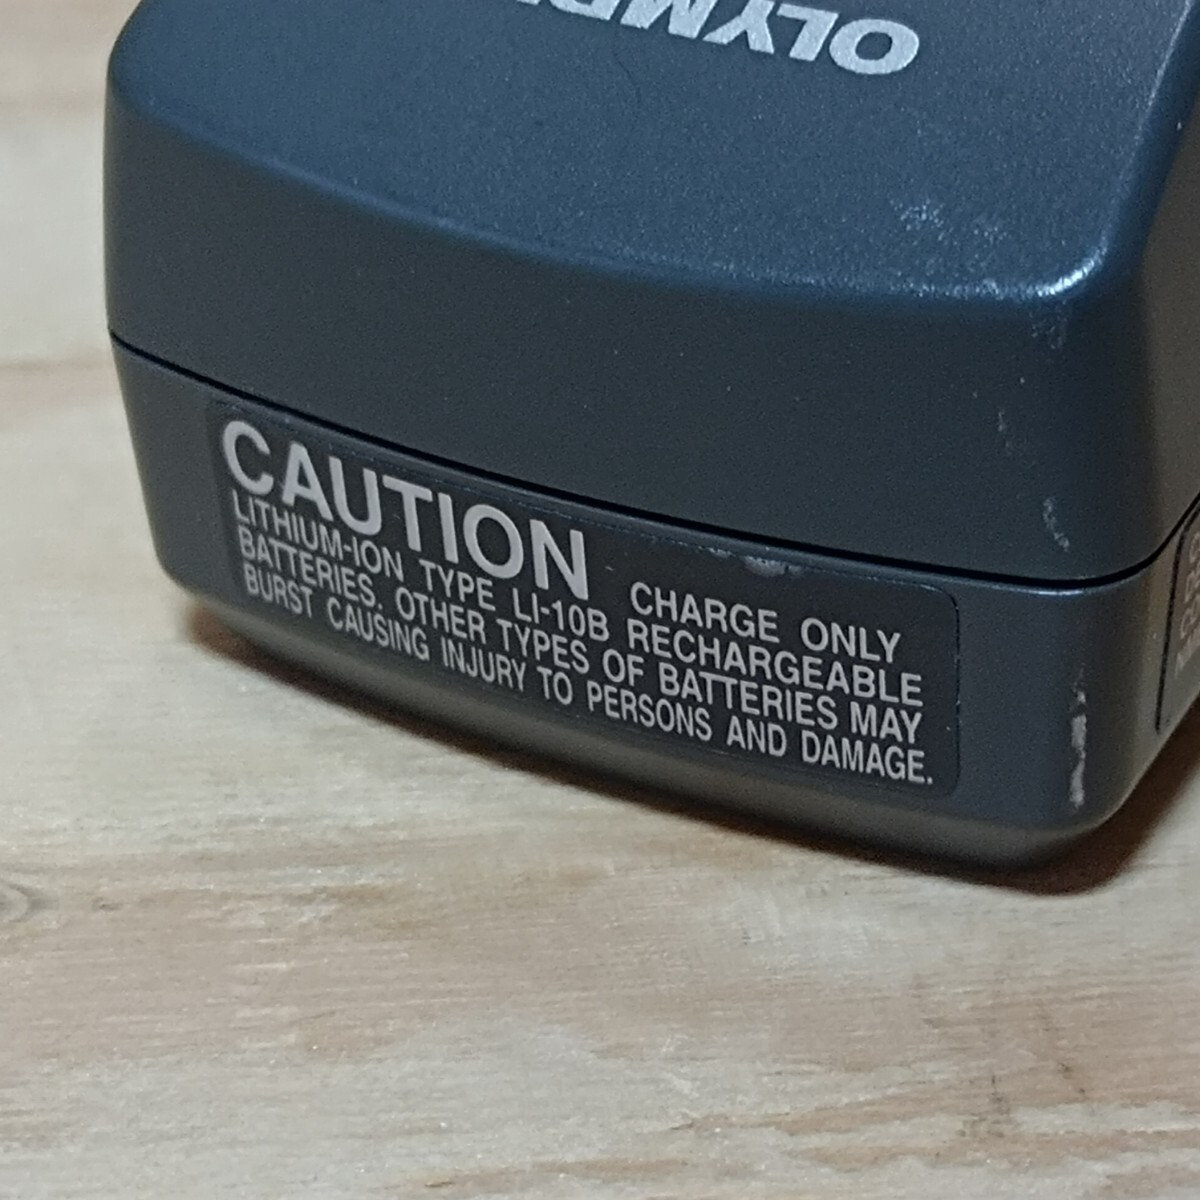 OLYMP
CAUTION CHARGE ONLY
LITHIUM-ION TYPE LI-10B RECHARGEABLE
BATTERIES. OTHER TYPES OF BATTERIES MAY
BURST CAUSING INJURY TO PERSONS AND DAMAGE.